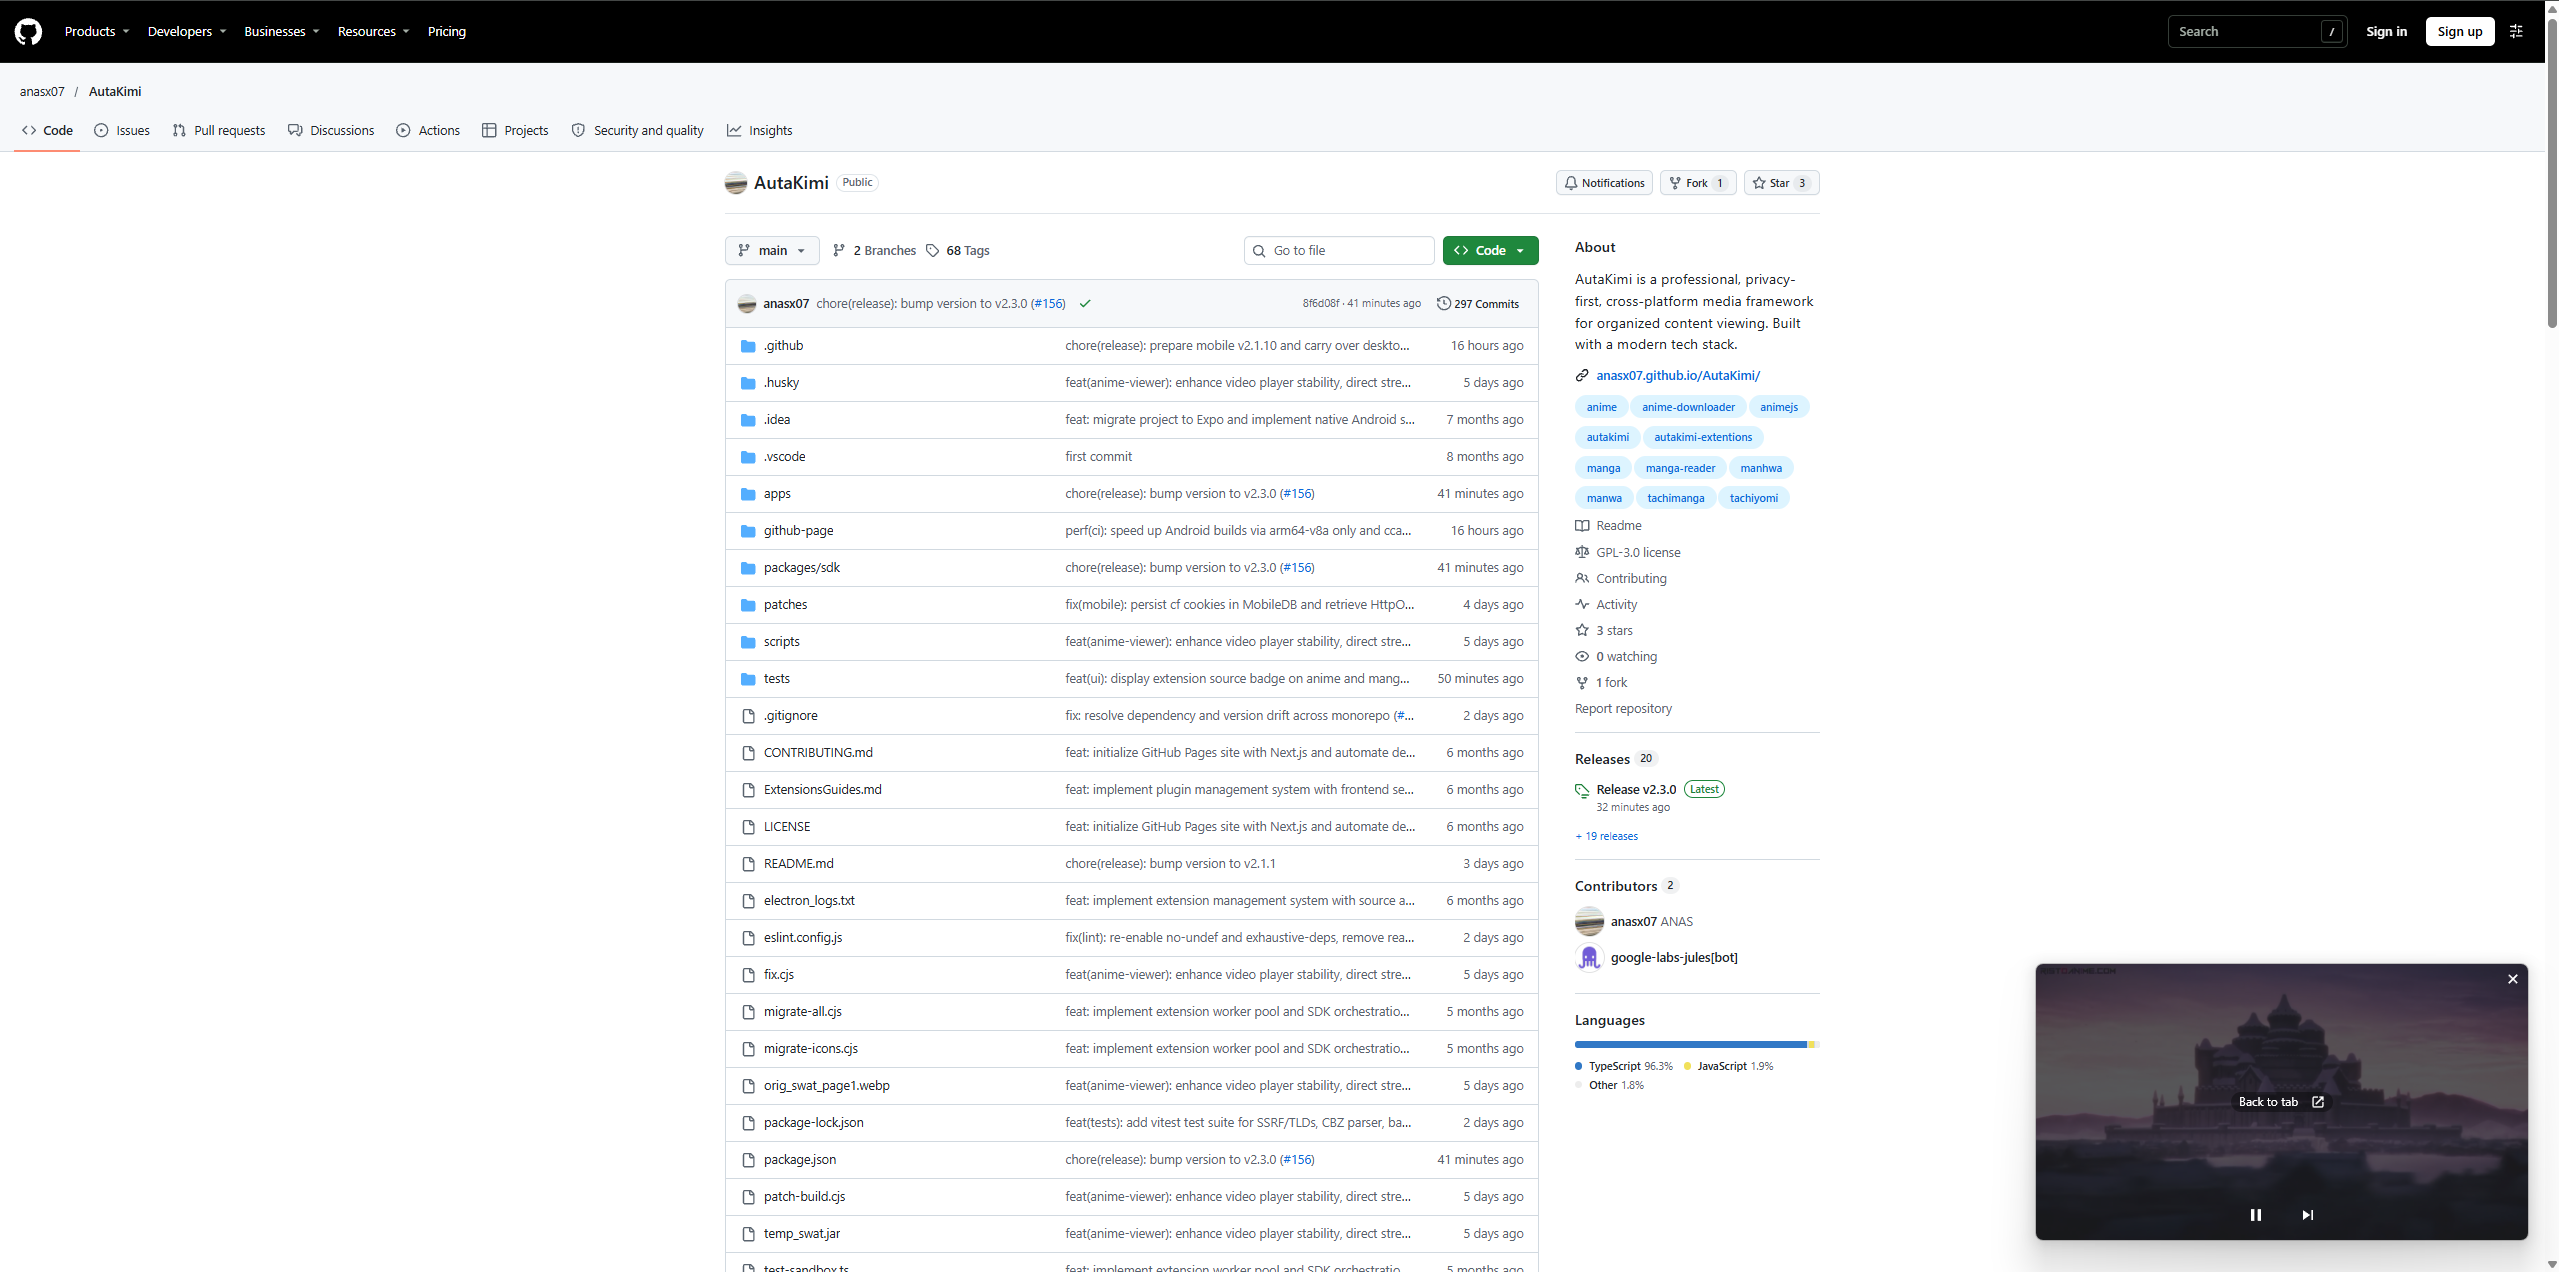 Products Developers Businesses Resources Pricing Search / Sign in Sign up
anasx07 / AutaKimi
Code Issues Pull requests Discussions Actions Projects Security and quality Insights
AutaKimi Public Notifications Fork 1 Star 3
main 2 Branches 68 Tags Go to file Code
anasx07 chore(release): bump version to v2.3.0 (#156) 8f6d08f · 41 minutes ago 297 Commits
.github chore(release): prepare mobile v2.1.10 and carry over deskto... 16 hours ago
.husky feat(anime-viewer): enhance video player stability, direct stre... 5 days ago
.idea feat: migrate project to Expo and implement native Android s... 7 months ago
.vscode first commit 8 months ago
apps chore(release): bump version to v2.3.0 (#156) 41 minutes ago
github-page perf(ci): speed up Android builds via arm64-v8a only and cca... 16 hours ago
packages/sdk chore(release): bump version to v2.3.0 (#156) 41 minutes ago
patches fix(mobile): persist cf cookies in MobileDB and retrieve HttpO... 4 days ago
scripts feat(anime-viewer): enhance video player stability, direct stre... 5 days ago
tests feat(ui): display extension source badge on anime and mang... 50 minutes ago
.gitignore fix: resolve dependency and version drift across monorepo (#... 2 days ago
CONTRIBUTING.md feat: initialize GitHub Pages site with Next.js and automate de... 6 months ago
ExtensionsGuides.md feat: implement plugin management system with frontend se... 6 months ago
LICENSE feat: initialize GitHub Pages site with Next.js and automate de... 6 months ago
README.md chore(release): bump version to v2.1.1 3 days ago
electron_logs.txt feat: implement extension management system with source a... 6 months ago
eslint.config.js fix(lint): re-enable no-undef and exhaustive-deps, remove rea... 2 days ago
fix.cjs feat(anime-viewer): enhance video player stability, direct stre... 5 days ago
migrate-all.cjs feat: implement extension worker pool and SDK orchestratio... 5 months ago
migrate-icons.cjs feat: implement extension worker pool and SDK orchestratio... 5 months ago
orig_swat_page1.webp feat(anime-viewer): enhance video player stability, direct stre... 5 days ago
package-lock.json feat(tests): add vitest test suite for SSRF/TLDs, CBZ parser, ba... 2 days ago
package.json chore(release): bump version to v2.3.0 (#156) 41 minutes ago
patch-build.cjs feat(anime-viewer): enhance video player stability, direct stre... 5 days ago
temp_swat.jar feat(anime-viewer): enhance video player stability, direct stre... 5 days ago
test-sandbox.ts feat: implement extension worker pool and SDK orchestratio... 5 months ago
About
AutaKimi is a professional, privacy-
first, cross-platform media framework
for organized content viewing. Built
with a modern tech stack.
anasx07.github.io/AutaKimi/
anime anime-downloader animejs
autakimi autakimi-extentions
manga manga-reader manhwa
manwa tachimanga tachiyomi
Readme
GPL-3.0 license
Contributing
Activity
3 stars
0 watching
1 fork
Report repository
Releases 20
Release v2.3.0 Latest
32 minutes ago
+ 19 releases
Contributors 2
anasx07 ANAS
google-labs-jules[bot]
Languages
TypeScript 96.3% JavaScript 1.9%
Other 1.8%
Back to tab